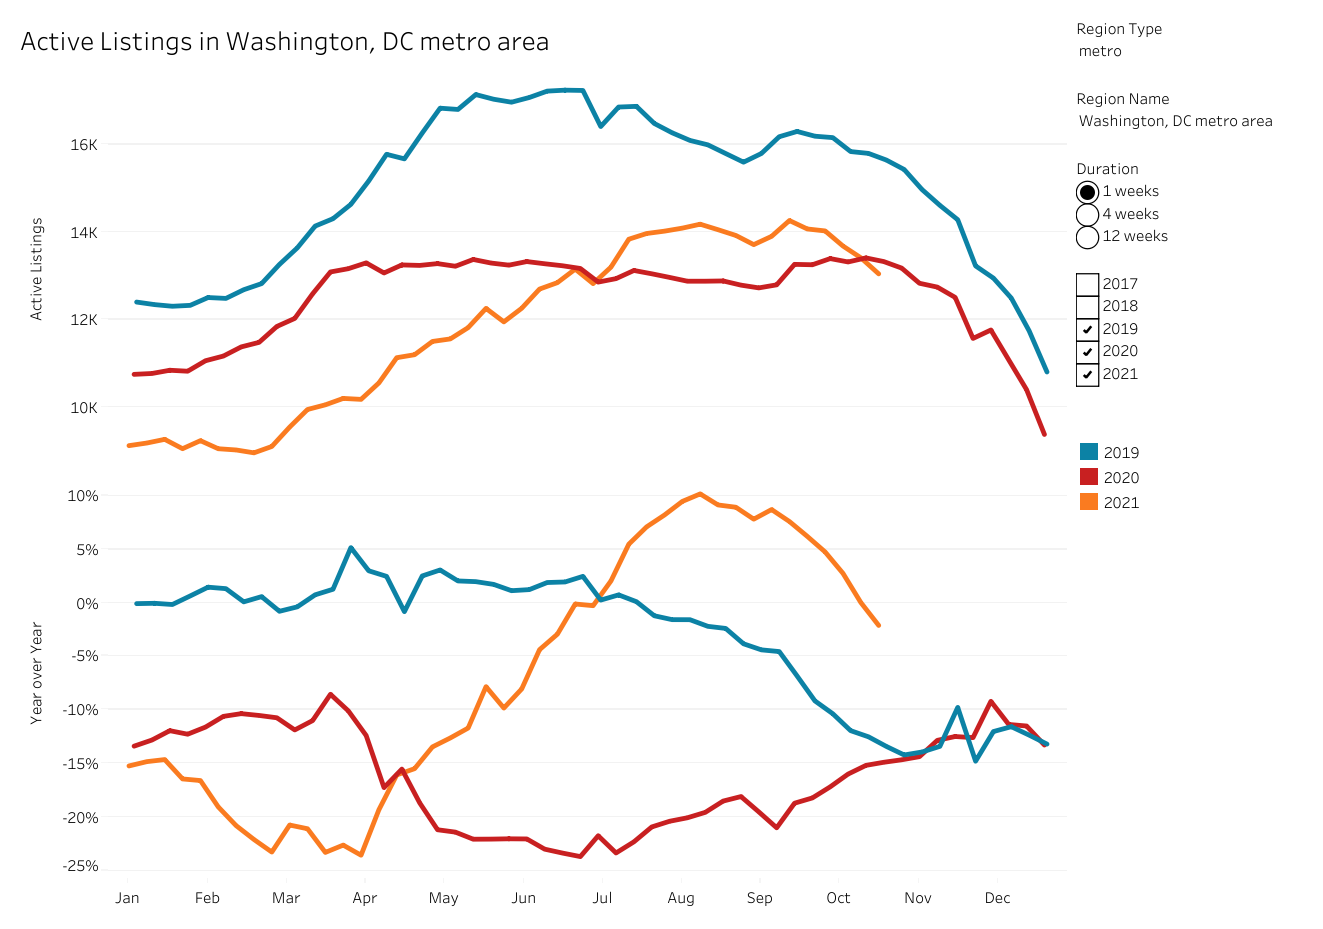 Active Listings in Washington, DC metro area
Active Listings
16K
14K
12K
10K
Year over Year
10%
5%
0%
-5%
-10%
-15%
-20%
-25%
Jan Feb Mar Apr May Jun Jul Aug Sep Oct Nov Dec
Region Type
metro
Region Name
Washington, DC metro area
Duration
1 weeks
4 weeks
12 weeks
2017
2018
2019
2020
2021
2019
2020
2021